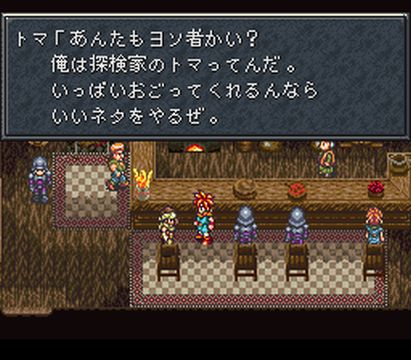 トマ「あんたもヨソ者かい？
俺は探検家のトマってんだ。
いっぱいおごってくれるんなら
いいネタをやるぜ。